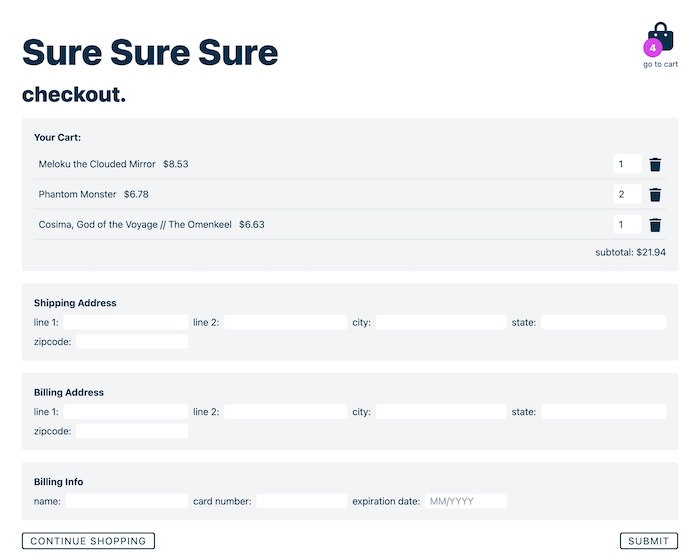 Sure Sure Sure
4
go to cart
checkout.
Your Cart:
Meloku the Clouded Mirror $8.53 1
Phantom Monster $6.78 2
Cosima, God of the Voyage // The Omenkeel $6.63 1
subtotal: $21.94
Shipping Address
line 1: line 2: city: state:
zipcode:
Billing Address
line 1: line 2: city: state:
zipcode:
Billing Info
name: card number: expiration date: MM/YYYY
CONTINUE SHOPPING SUBMIT